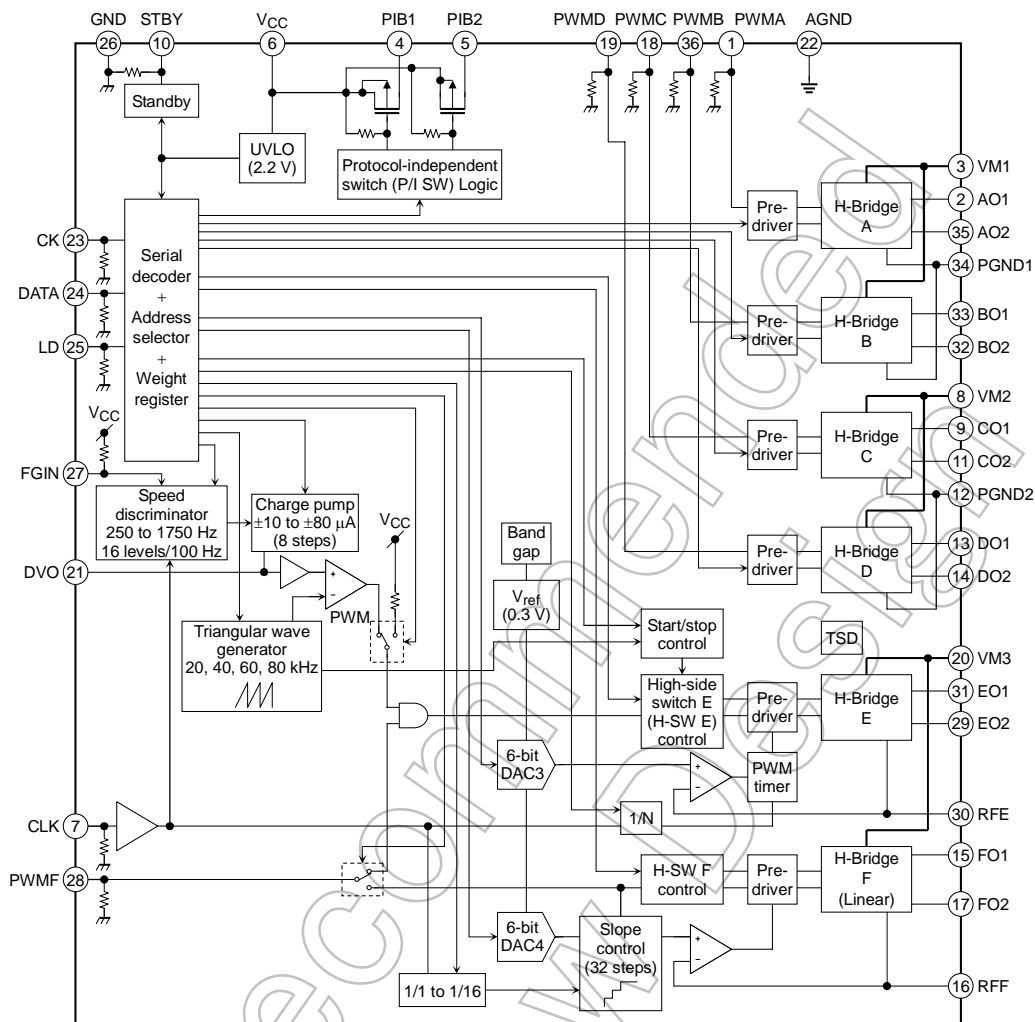 GND STBY VCC PIB1 PIB2 PWMD PWMC PWMB PWMA AGND
26 10 6 4 5 19 18 36 1 22
Standby
UVLO
(2.2 V)
Protocol-independent
switch (P/I SW) Logic
3 VM1
Pre-
driver
H-Bridge
A
2 AO1
35 AO2
34 PGND1
CK 23
DATA 24
LD 25
Serial
decoder
+
Address
selector
+
Weight
register
Pre-
driver
H-Bridge
B
33 BO1
32 BO2
8 VM2
Pre-
driver
H-Bridge
C
9 CO1
11 CO2
12 PGND2
VCC
FGIN 27
Speed
discriminator
250 to 1750 Hz
16 levels/100 Hz
Charge pump
±10 to ±80 μA
(8 steps)
VCC
Band
gap
Vref
(0.3 V)
Pre-
driver
H-Bridge
D
13 DO1
14 DO2
DVO 21
+
−
PWM
Triangular wave
generator
20, 40, 60, 80 kHz
Start/stop
control
TSD
20 VM3
High-side
switch E
(H-SW E)
control
Pre-
driver
H-Bridge
E
31 EO1
29 EO2
6-bit
DAC3
+
−
PWM
timer
30 RFE
CLK 7
1/N
PWMF 28
H-SW F
control
Pre-
driver
H-Bridge
F
(Linear)
15 FO1
17 FO2
6-bit
DAC4
Slope
control
(32 steps)
+
−
1/1 to 1/16
16 RFF
ecommended
w Design